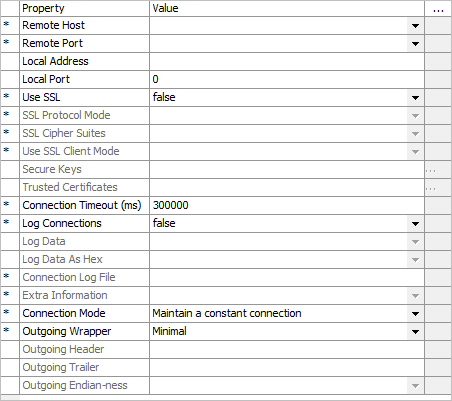 Property Value ...
* Remote Host
* Remote Port
Local Address
Local Port 0
* Use SSL false
* SSL Protocol Mode
* SSL Cipher Suites
* Use SSL Client Mode
Secure Keys ...
Trusted Certificates ...
* Connection Timeout (ms) 300000
* Log Connections false
Log Data
Log Data As Hex
* Connection Log File
* Extra Information
* Connection Mode Maintain a constant connection
* Outgoing Wrapper Minimal
Outgoing Header
Outgoing Trailer
Outgoing Endian-ness